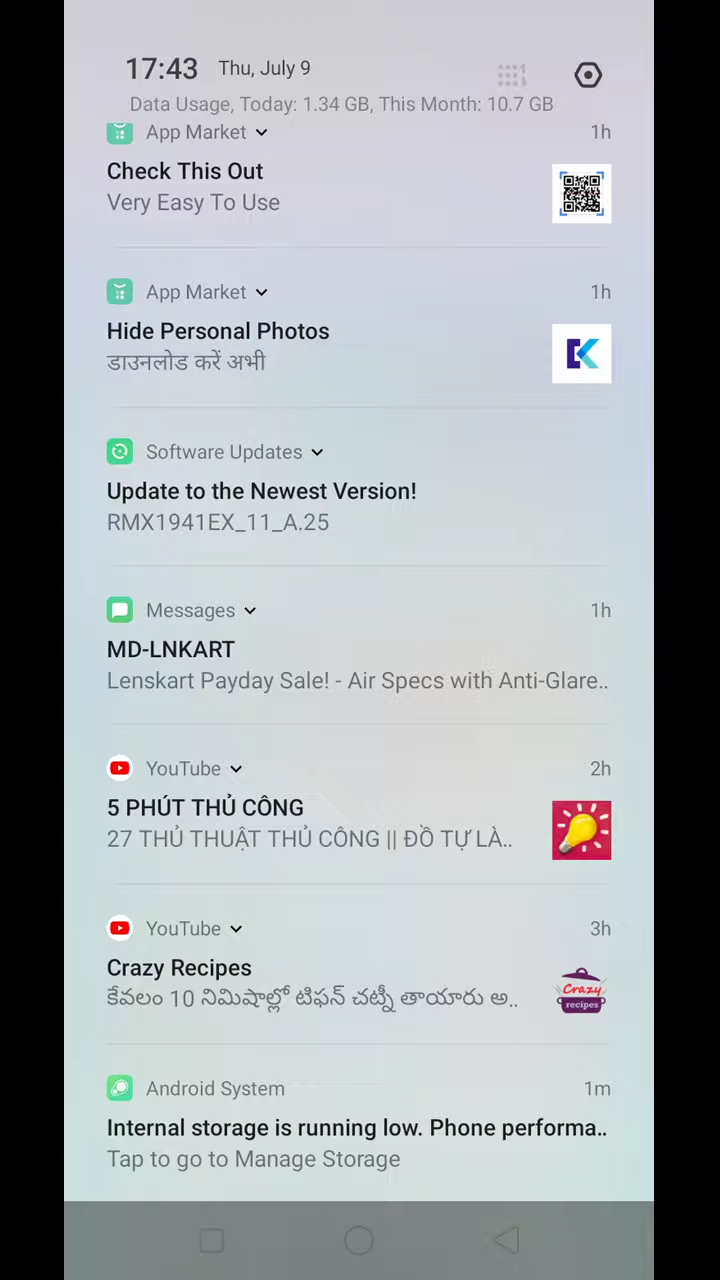 17:43 Thu, July 9
Data Usage, Today: 1.34 GB, This Month: 10.7 GB
App Market 1h
Check This Out
Very Easy To Use
App Market 1h
Hide Personal Photos
डाउनलोड करें अभी
Software Updates
Update to the Newest Version!
RMX1941EX_11_A.25
Messages 1h
MD-LNKART
Lenskart Payday Sale! - Air Specs with Anti-Glare..
YouTube 2h
5 PHÚT THỦ CÔNG
27 THỦ THUẬT THỦ CÔNG || ĐỒ TỰ LÀ..
YouTube 3h
Crazy Recipes
కేవలం 10 నిమిషాల్లో టిఫన్ చట్నీ తాయారు అ..
Crazy
recipes
Android System 1m
Internal storage is running low. Phone performa..
Tap to go to Manage Storage